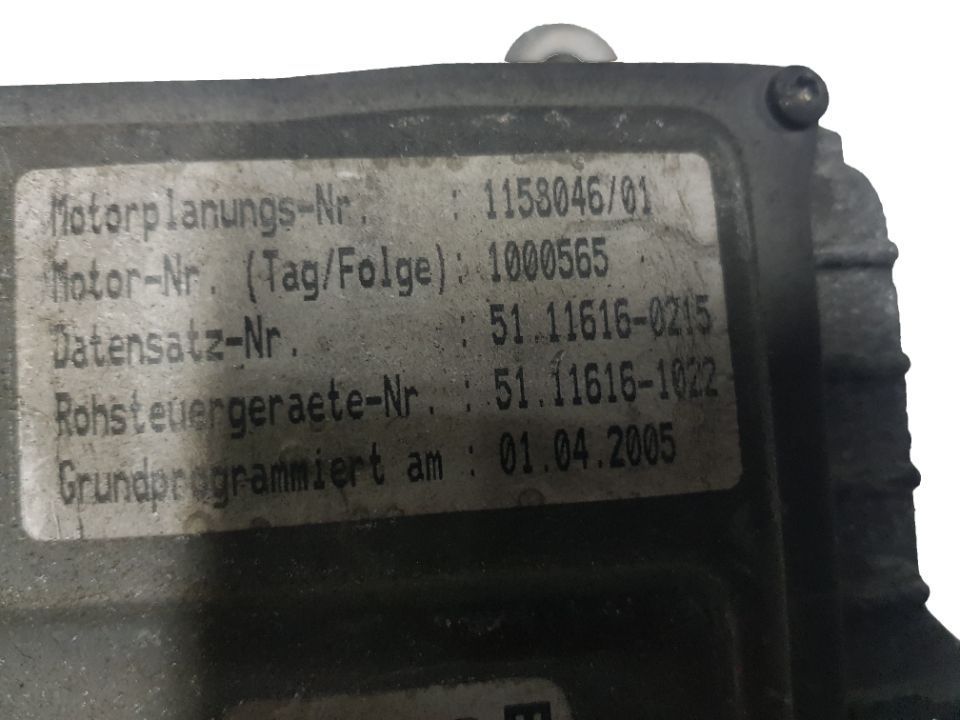 Motorplanungs-Nr. : 1158046/01
Motor-Nr. (Tag/Folge): 1000565
Datensatz-Nr. : 51.11616-0215
Rohsteuergeraete-Nr. : 51.11616-1022
Grundprogrammiert am : 01.04.2005